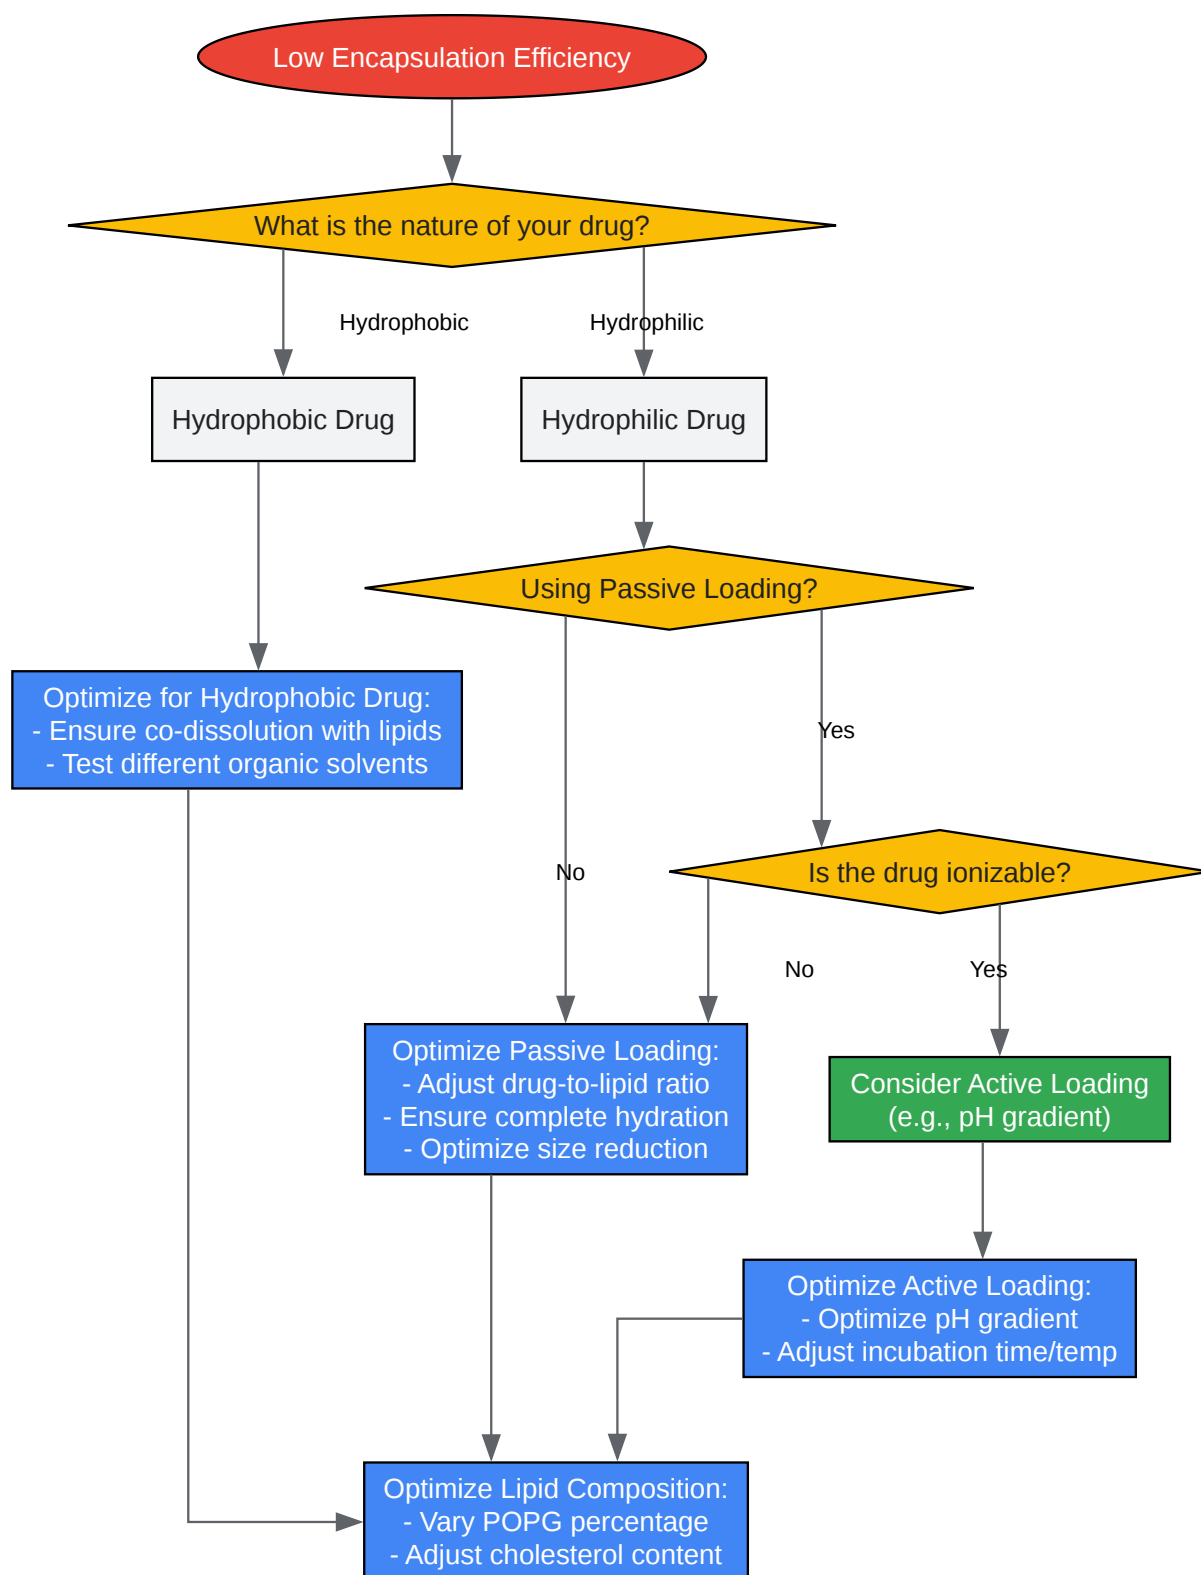 Low Encapsulation Efficiency
What is the nature of your drug?
Hydrophobic
Hydrophilic
Hydrophobic Drug
Hydrophilic Drug
Using Passive Loading?
Optimize for Hydrophobic Drug:
- Ensure co-dissolution with lipids
- Test different organic solvents
Yes
No
Is the drug ionizable?
No
Yes
Optimize Passive Loading:
- Adjust drug-to-lipid ratio
- Ensure complete hydration
- Optimize size reduction
Consider Active Loading
(e.g., pH gradient)
Optimize Active Loading:
- Optimize pH gradient
- Adjust incubation time/temp
Optimize Lipid Composition:
- Vary POPG percentage
- Adjust cholesterol content